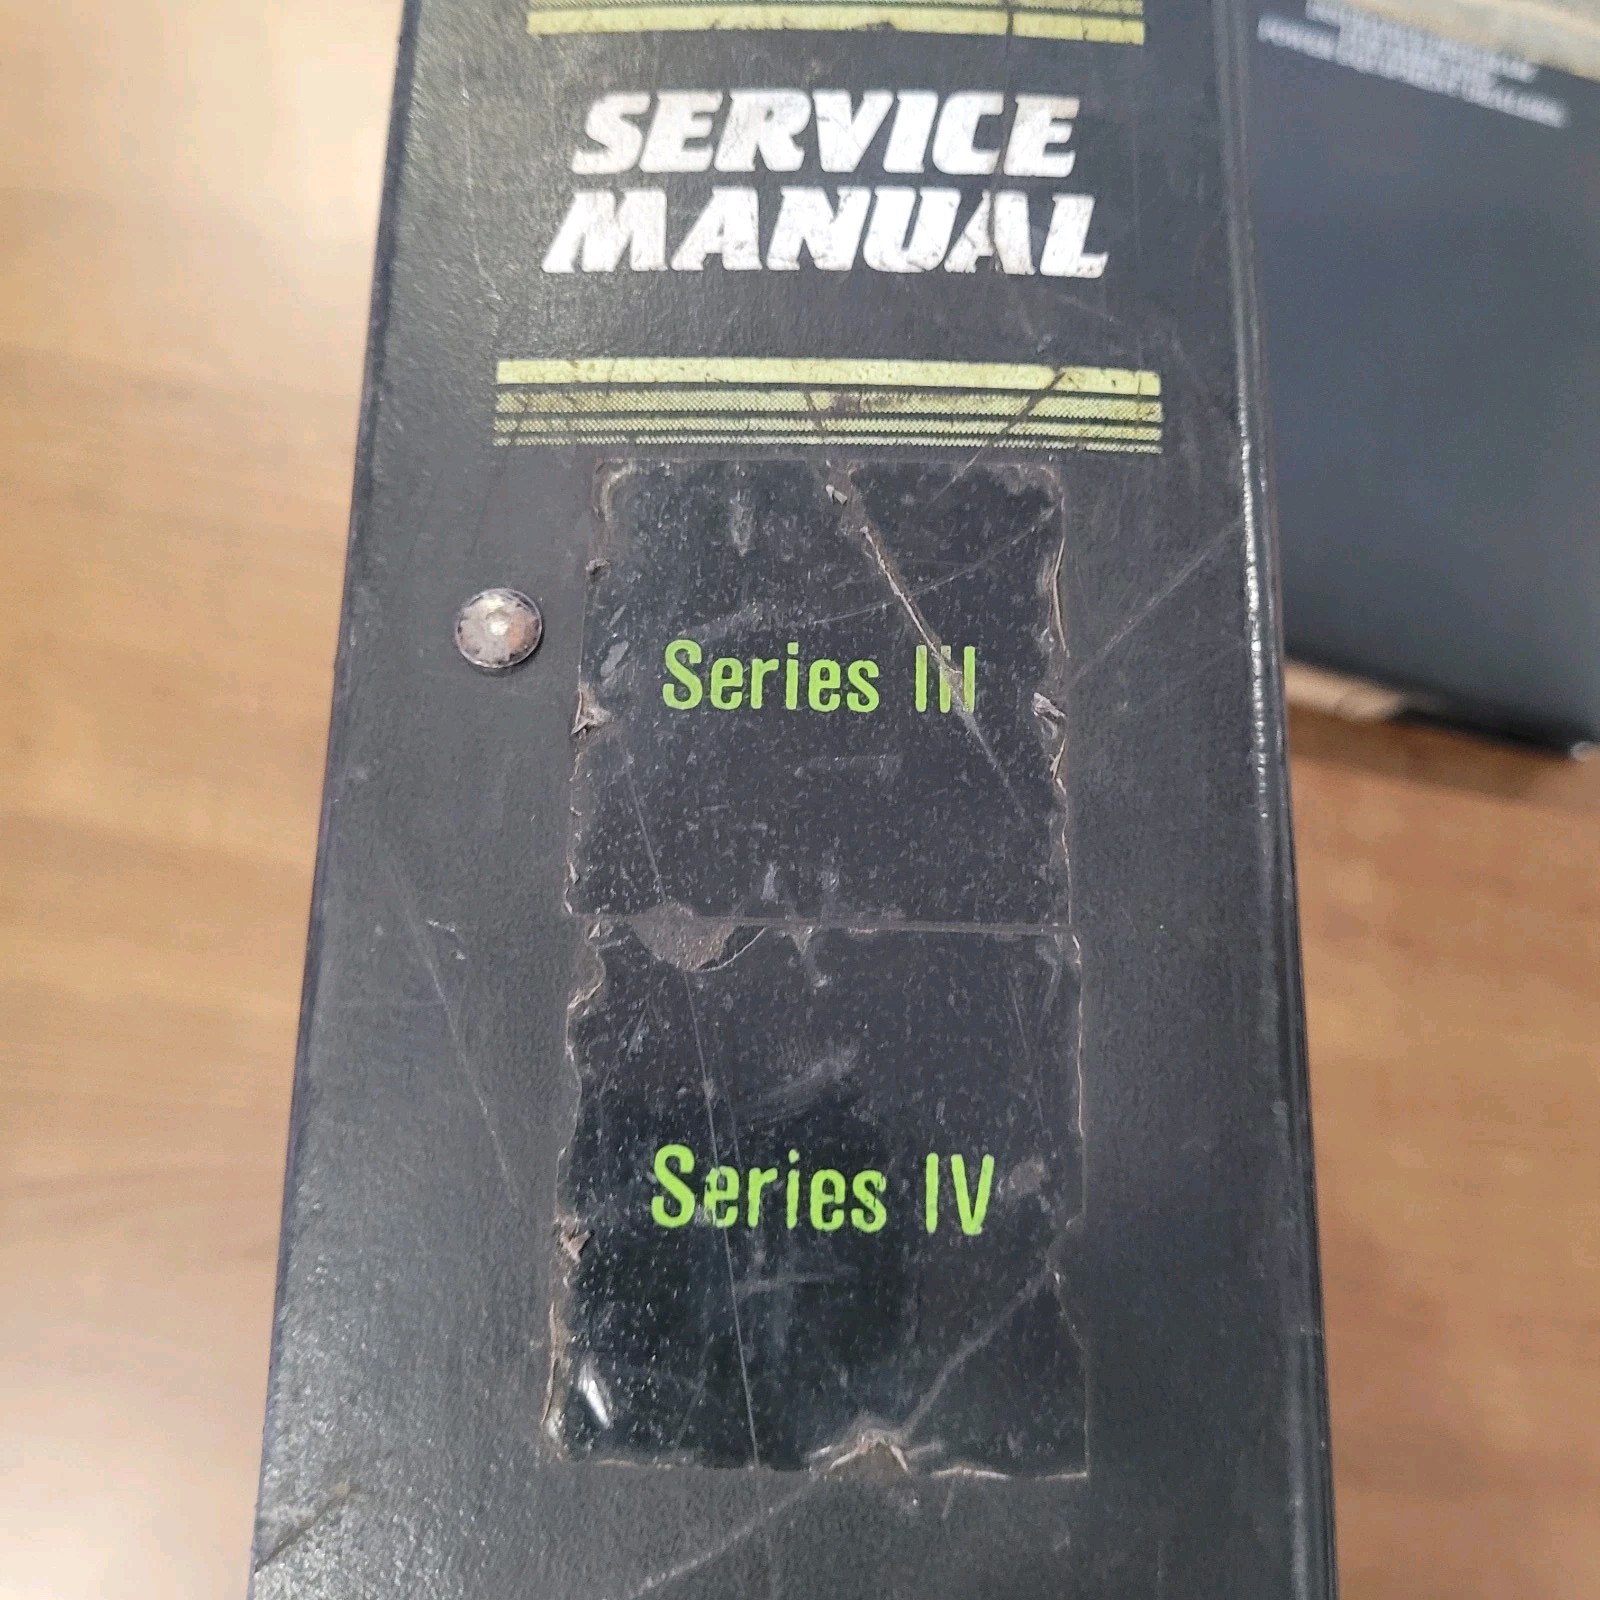 SERVICE
MANUAL
Series III
Series IV